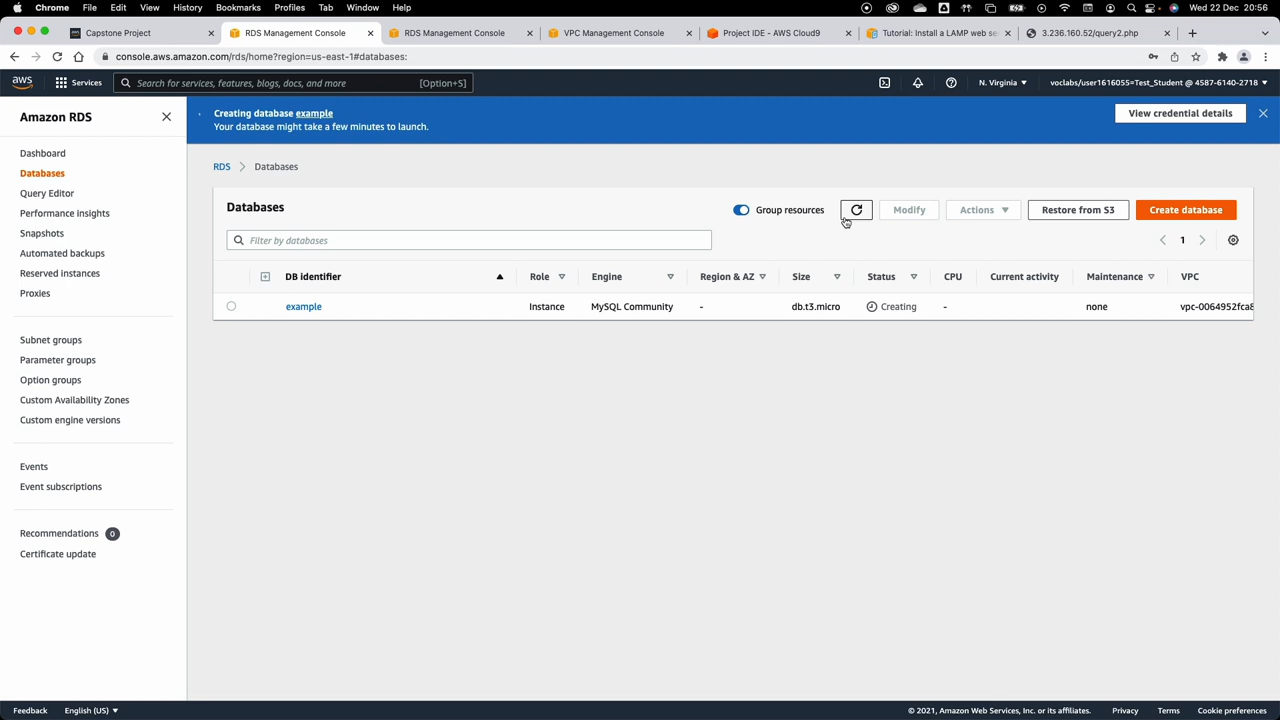 Chrome File Edit View History Bookmarks Profiles Tab Window Help Wed 22 Dec 20:56
Capstone Project RDS Management Console RDS Management Console VPC Management Console Project IDE - AWS Cloud9 Tutorial: Install a LAMP web se 3.236.160.52/query2.php
console.aws.amazon.com/rds/home?region=us-east-1#databases:
aws Services Search for services, features, blogs, docs, and more [Option+S] N. Virginia voclabs/user1616055=Test_Student @ 4587-6140-2718
Amazon RDS
Dashboard
Databases
Query Editor
Performance Insights
Snapshots
Automated backups
Reserved instances
Proxies
Subnet groups
Parameter groups
Option groups
Custom Availability Zones
Custom engine versions
Events
Event subscriptions
Recommendations 0
Certificate update
Creating database example
Your database might take a few minutes to launch.
View credential details
RDS Databases
Databases
Group resources Modify Actions Restore from S3 Create database
Filter by databases 1
DB identifier Role Engine Region & AZ Size Status CPU Current activity Maintenance VPC
example Instance MySQL Community - db.t3.micro Creating - none vpc-0064952fca8
Feedback English (US) © 2021, Amazon Web Services, Inc. or its affiliates. Privacy Terms Cookie preferences